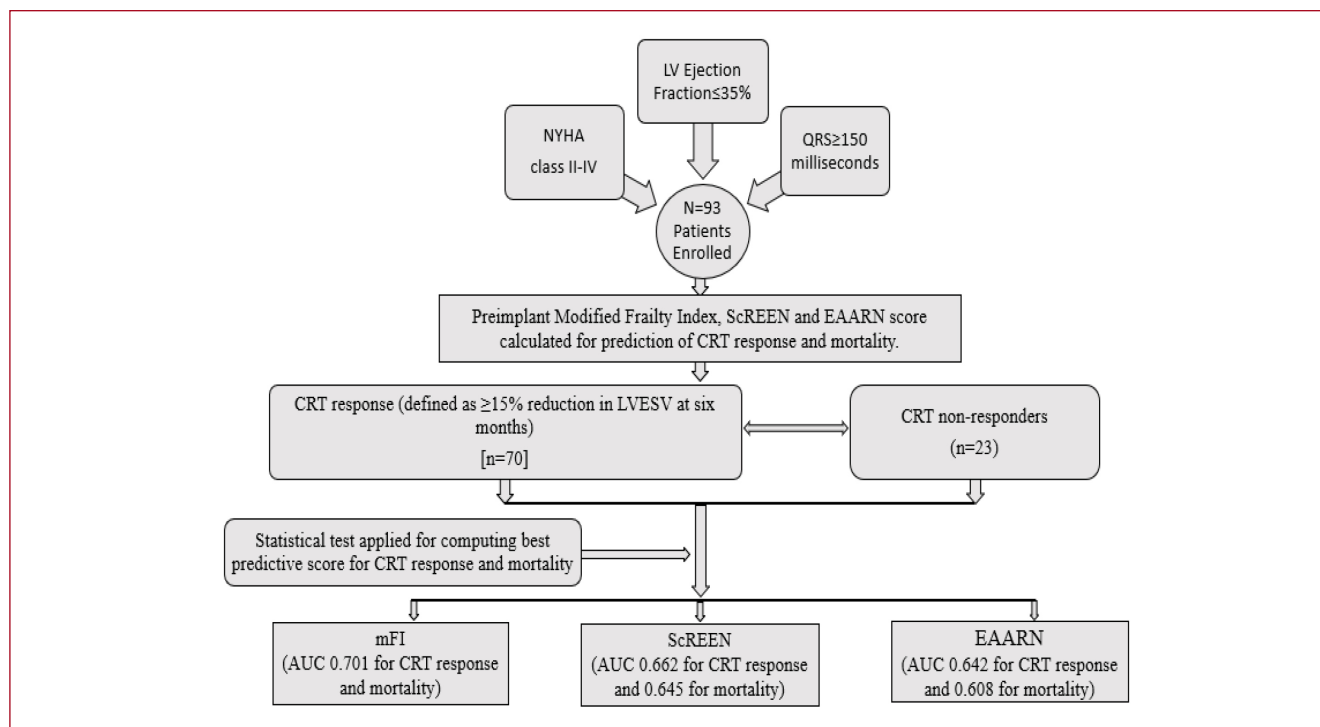 LV Ejection
Fraction≤35%
NYHA
class II-IV
QRS≥150
milliseconds
N=93
Patients
Enrolled
Preimplant Modified Frailty Index, ScREEN and EAARN score
calculated for prediction of CRT response and mortality.
CRT response (defined as ≥15% reduction in LVESV at six
months)
[n=70]
CRT non-responders
(n=23)
Statistical test applied for computing best
predictive score for CRT response and mortality
mFI
(AUC 0.701 for CRT response
and mortality)
ScREEN
(AUC 0.662 for CRT response
and 0.645 for mortality)
EAARN
(AUC 0.642 for CRT response
and 0.608 for mortality)